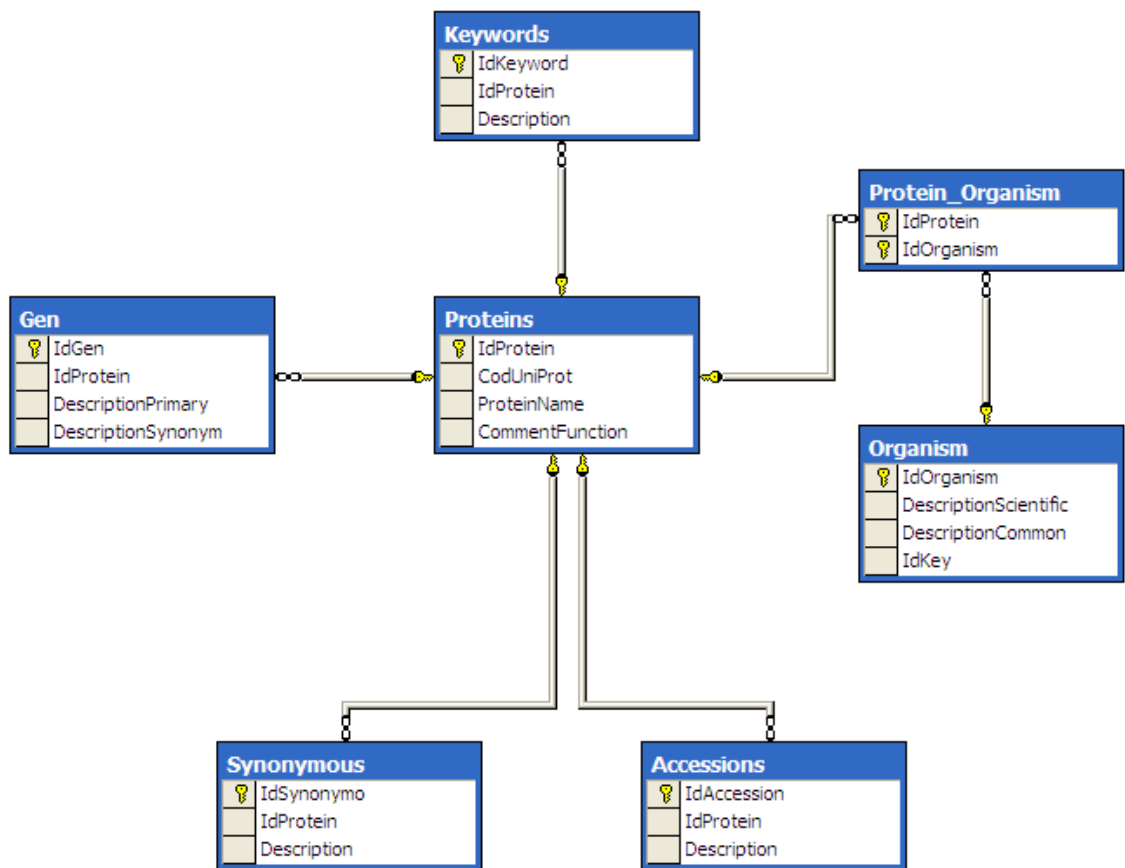 Keywords
IdKeyword
IdProtein
Description
Protein_Organism
IdProtein
IdOrganism
Gen
IdGen
IdProtein
DescriptionPrimary
DescriptionSynonym
Proteins
IdProtein
CodUniProt
ProteinName
CommentFunction
Organism
IdOrganism
DescriptionScientific
DescriptionCommon
IdKey
Synonymous
IdSynonymo
IdProtein
Description
Accessions
IdAccession
IdProtein
Description